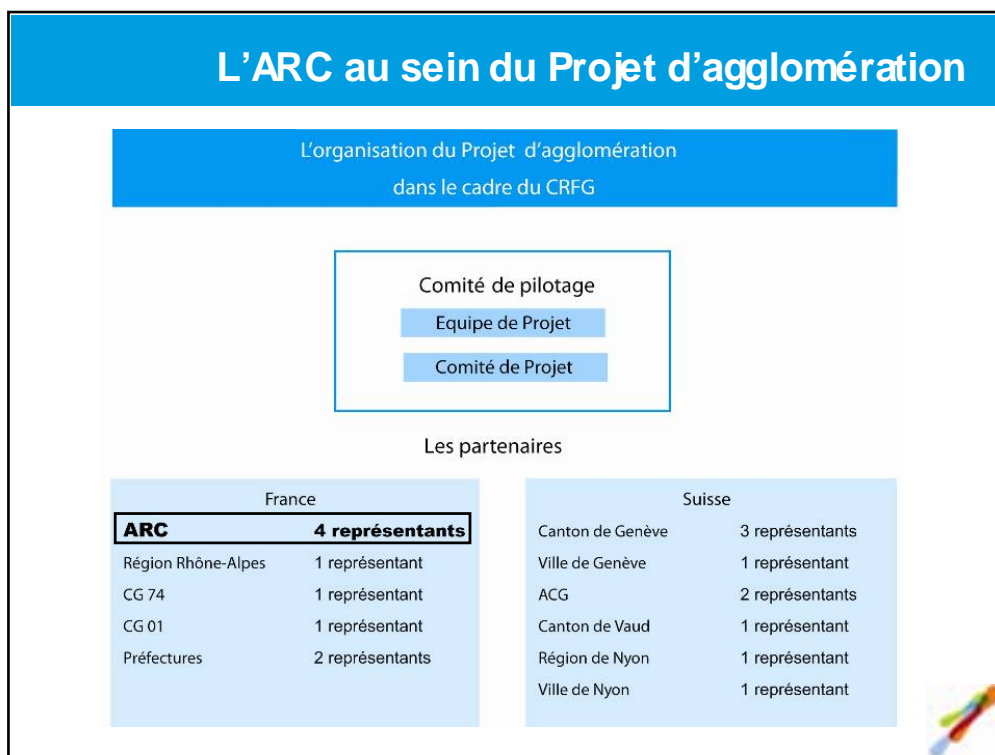 L’ARC au sein du Projet d’agglomération
L'organisation du Projet d'agglomération
dans le cadre du CRFG
Comité de pilotage
Equipe de Projet
Comité de Projet
Les partenaires
France
ARC 4 représentants
Région Rhône-Alpes 1 représentant
CG 74 1 représentant
CG 01 1 représentant
Préfectures 2 représentants
Suisse
Canton de Genève 3 représentants
Ville de Genève 1 représentant
ACG 2 représentants
Canton de Vaud 1 représentant
Région de Nyon 1 représentant
Ville de Nyon 1 représentant